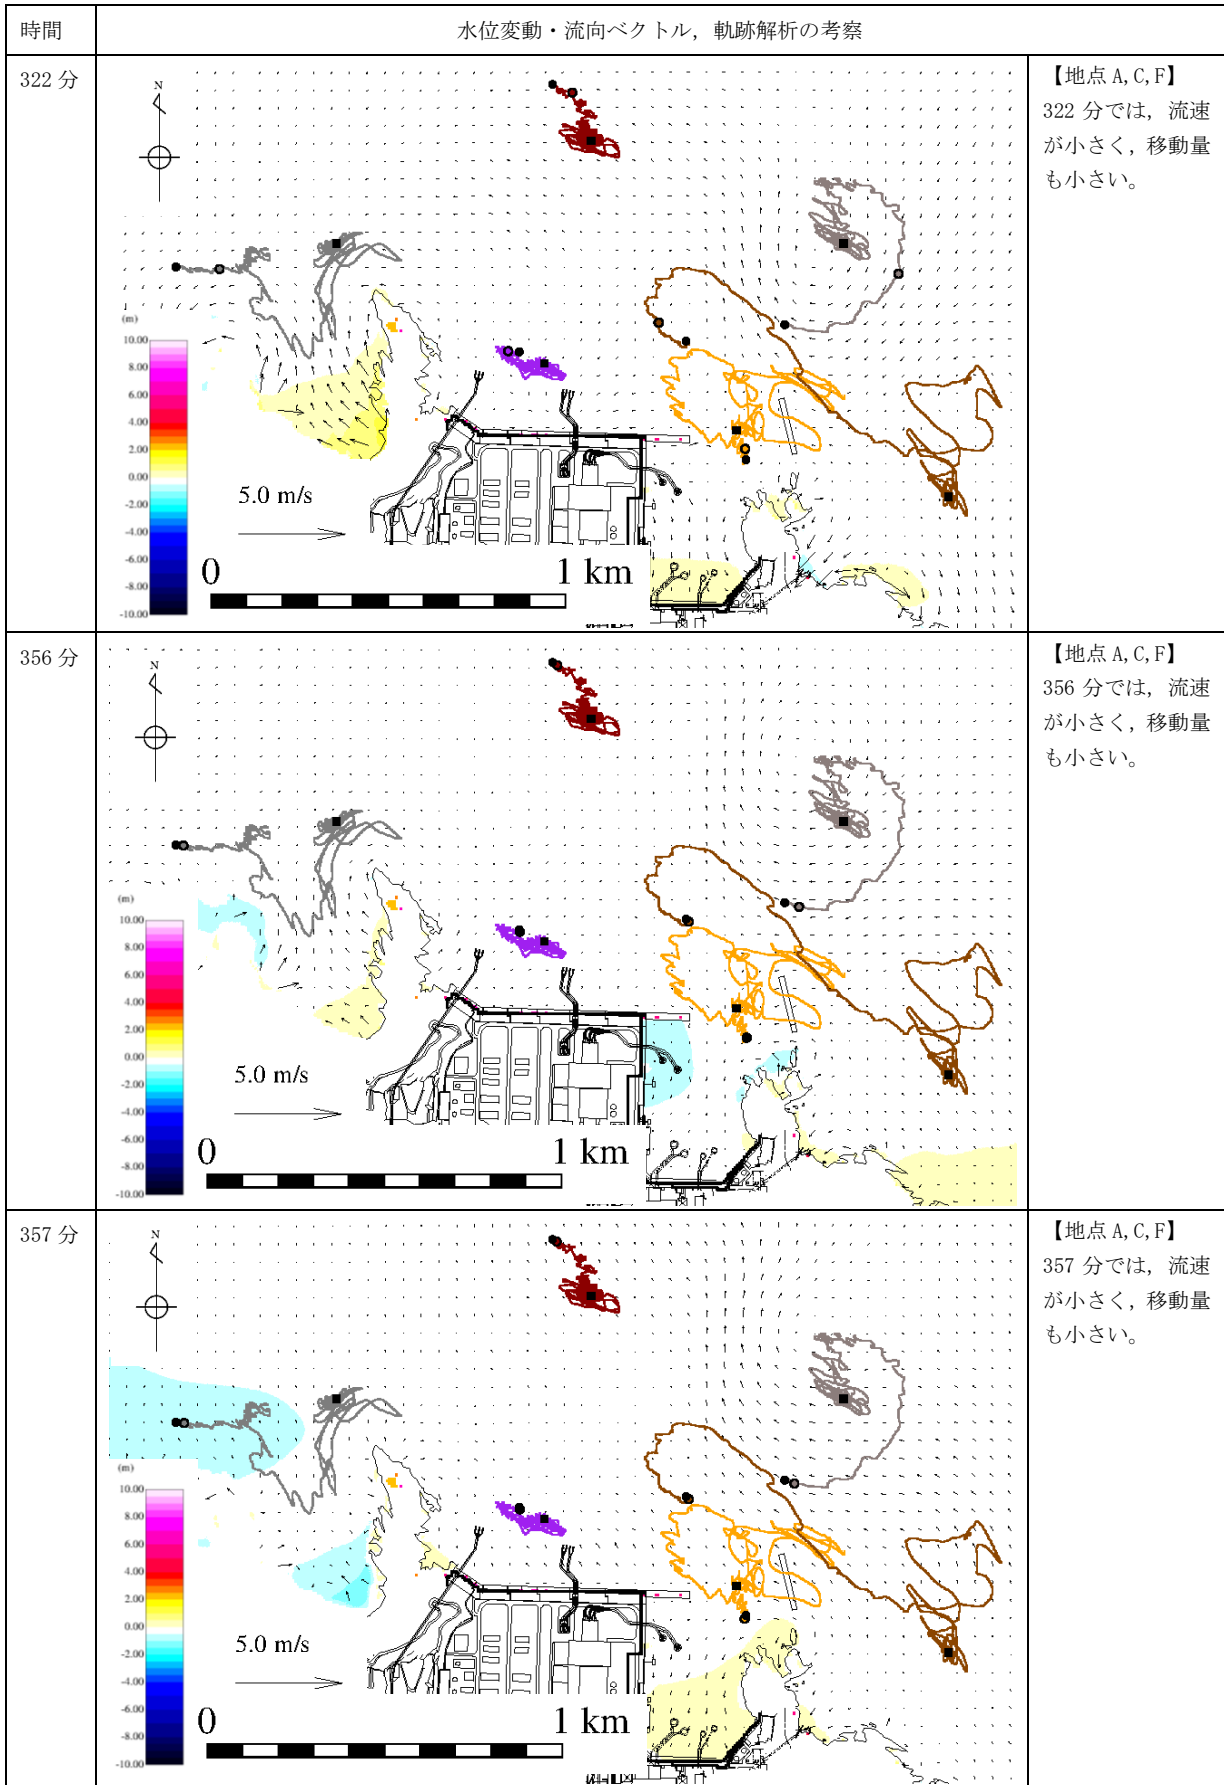 時間
水位変動・流向ベクトル，軌跡解析の考察
322 分
N
(m)
10.00
8.00
6.00
4.00
2.00
0.00
-2.00
-4.00
-6.00
-8.00
-10.00
5.0 m/s
0
1 km
【地点 A,C,F】
322 分では，流速
が小さく，移動量
も小さい。
356 分
N
(m)
10.00
8.00
6.00
4.00
2.00
0.00
-2.00
-4.00
-6.00
-8.00
-10.00
5.0 m/s
0
1 km
【地点 A,C,F】
356 分では，流速
が小さく，移動量
も小さい。
357 分
N
(m)
10.00
8.00
6.00
4.00
2.00
0.00
-2.00
-4.00
-6.00
-8.00
-10.00
5.0 m/s
0
1 km
【地点 A,C,F】
357 分では，流速
が小さく，移動量
も小さい。